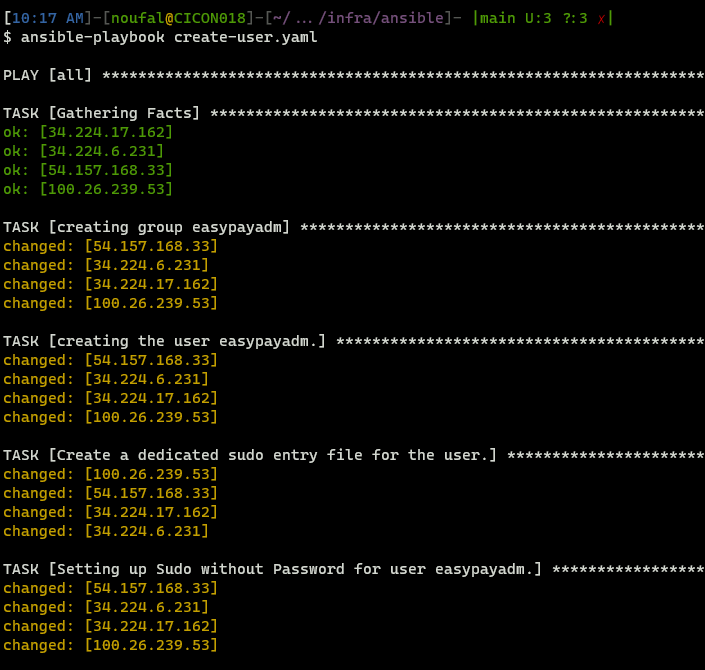 [10:17 AM]-[noufal@CICON018]-[~/.../infra/ansible]- |main U:3 ?:3 ✗|
$ ansible-playbook create-user.yaml
PLAY [all] *******************************************************************
TASK [Gathering Facts] *******************************************************
ok: [34.224.17.162]
ok: [34.224.6.231]
ok: [54.157.168.33]
ok: [100.26.239.53]
TASK [creating group easypayadm] *********************************************
changed: [54.157.168.33]
changed: [34.224.6.231]
changed: [34.224.17.162]
changed: [100.26.239.53]
TASK [creating the user easypayadm.] *****************************************
changed: [54.157.168.33]
changed: [34.224.6.231]
changed: [34.224.17.162]
changed: [100.26.239.53]
TASK [Create a dedicated sudo entry file for the user.] **********************
changed: [100.26.239.53]
changed: [54.157.168.33]
changed: [34.224.17.162]
changed: [34.224.6.231]
TASK [Setting up Sudo without Password for user easypayadm.] *****************
changed: [54.157.168.33]
changed: [34.224.6.231]
changed: [34.224.17.162]
changed: [100.26.239.53]